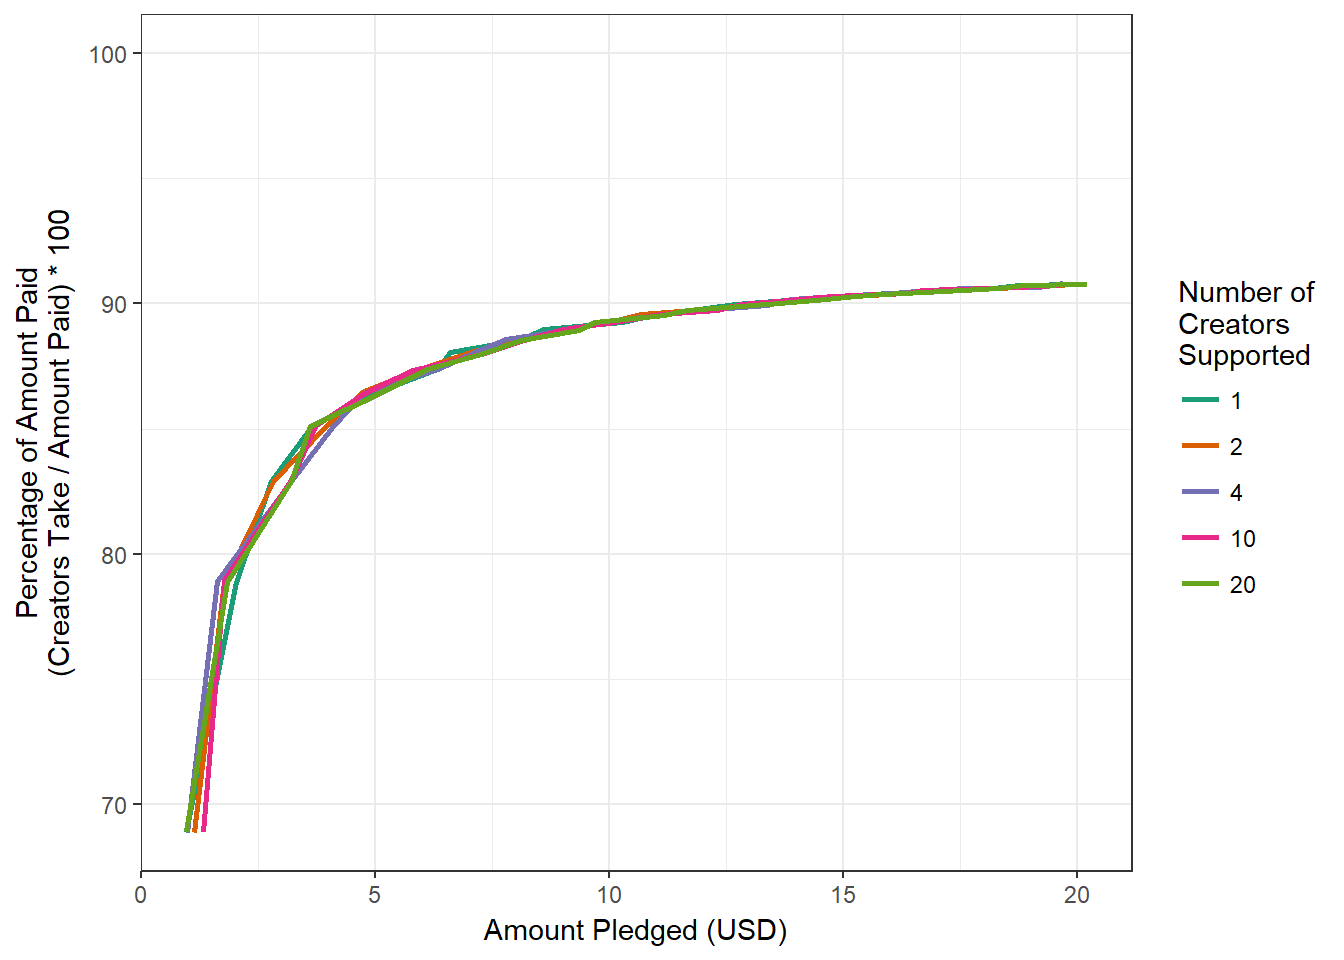 100
90
80
70
Percentage of Amount Paid
(Creators Take / Amount Paid) * 100
0 5 10 15 20
Amount Pledged (USD)
Number of
Creators
Supported
1
2
4
10
20